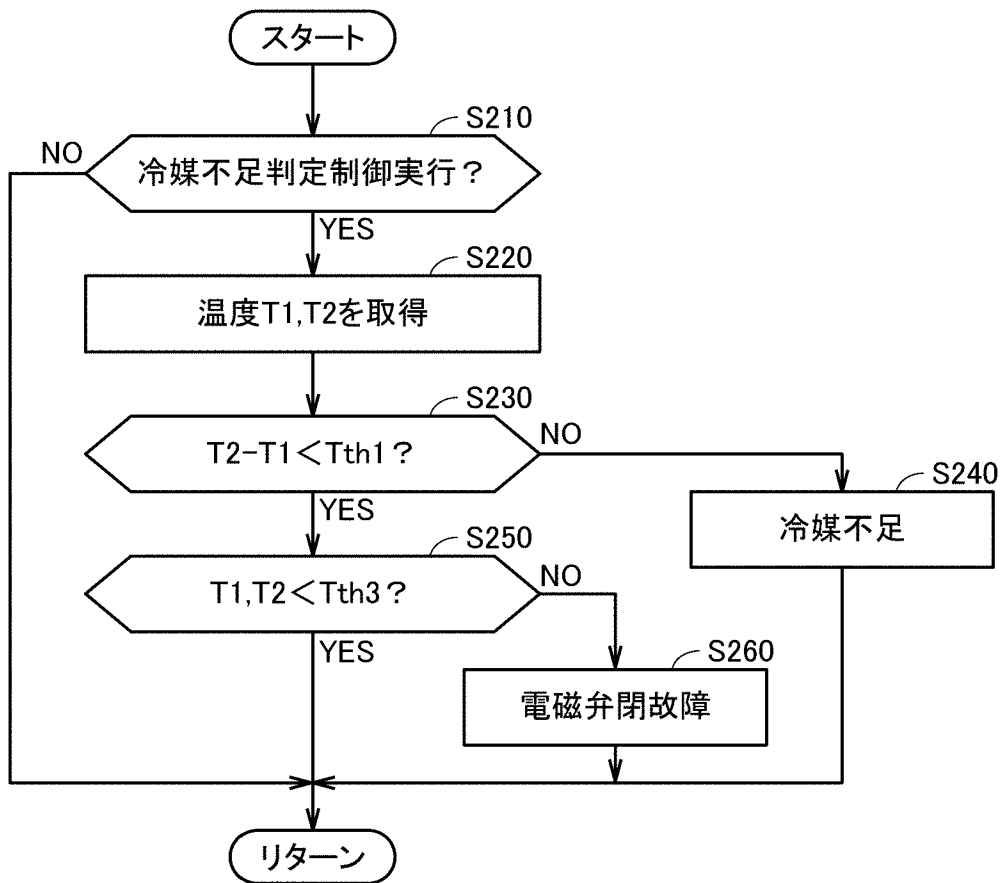 スタート
S210
NO
冷媒不足判定制御実行？
YES
S220
温度T1,T2を取得
S230
NO
T2-T1＜Tth1？
S240
YES
冷媒不足
S250
NO
T1,T2＜Tth3？
YES
S260
電磁弁閉故障
リターン